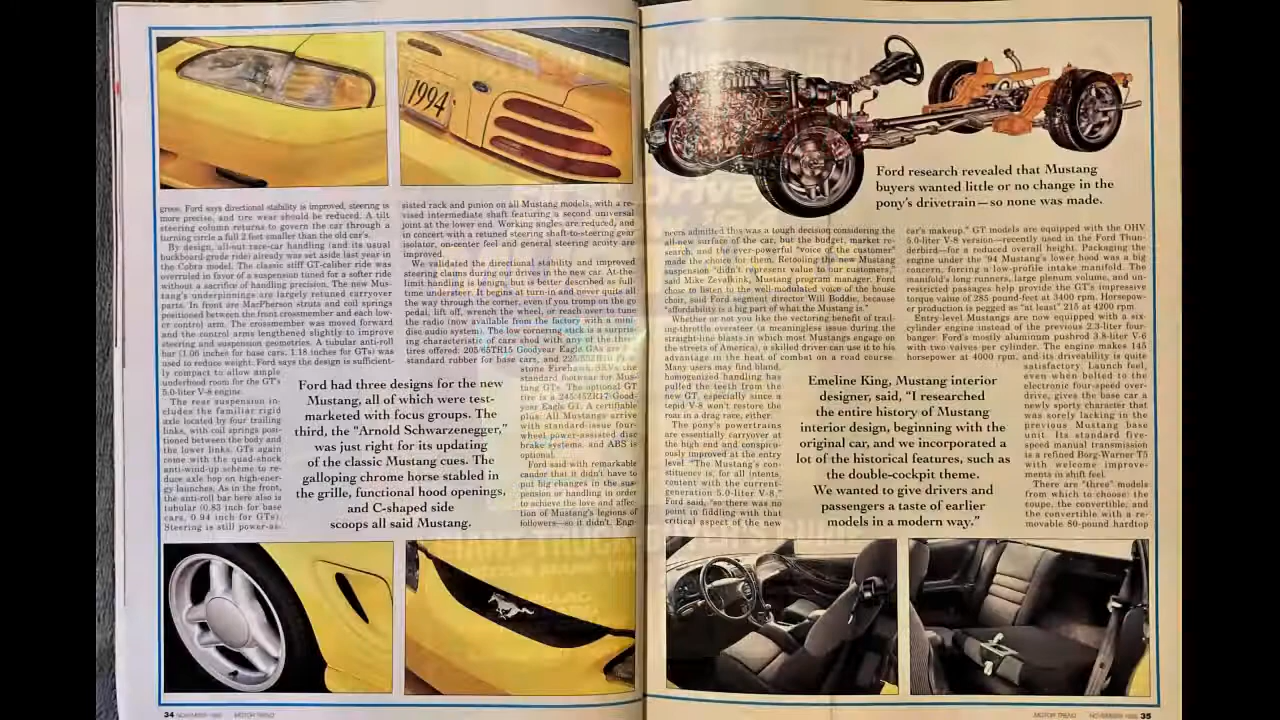 1994
gree. Ford says directional stability is improved, steering is
more precise, and tire wear should be reduced. A tilt
steering column returns to govern the car through a
turning circle a full 2 feet smaller than the old car's.
By design, all-out race-car handling (and its usual
buckboard-grade ride) already was set aside last year in
the Cobra model. The classic stiff GT-caliber ride was
overruled in favor of a suspension tuned for a softer ride
without a sacrifice of handling precision. The new Mus-
tang's underpinnings are largely retuned carryover
parts. In front are MacPherson struts and coil springs
positioned between the front crossmember and each low-
er control arm. The crossmember was moved forward
and the control arms lengthened slightly to improve
steering and suspension geometries. A tubular anti-roll
bar (1.06 inches for base cars, 1.18 inches for GTs) was
used to reduce weight. Ford says the design is sufficient-
ly compact to allow ample
underhood room for the GT's
5.0-liter V-8 engine.
The rear suspension in-
cludes the familiar rigid
axle located by four trailing
links, with coil springs posi-
tioned between the body and
the lower links. GTs again
come with the quad-shock
anti-wind-up scheme to re-
duce axle hop on high-ener-
gy launches. As in the front,
the anti-roll bar here also is
tubular (0.83 inch for base
cars, 0.94 inch for GTs).
Steering is still power-as-
Ford had three designs for the new
Mustang, all of which were test-
marketed with focus groups. The
third, the "Arnold Schwarzenegger,"
was just right for its updating
of the classic Mustang cues. The
galloping chrome horse stabled in
the grille, functional hood openings,
and C-shaped side
scoops all said Mustang.
sisted rack and pinion on all Mustang models, with a re-
vised intermediate shaft featuring a second universal
joint at the lower end. Working angles are reduced, and
in concert with a retuned steering shaft-to-steering gear
isolator, on-center feel and general steering acuity are
improved.
We validated the directional stability and improved
steering claims during our drives in the new car. At-the-
limit handling is benign, but is better described as full-
time understeer. It begins at turn-in and never quits all
the way through the corner, even if you tromp on the go
pedal, lift off, wrench the wheel, or reach over to tune
the radio (now available from the factory with a mini-
disc audio system). The low cornering stick is a surpris-
ing characteristic of cars shod with any of the three
tires offered: 205/65TR15 Goodyear Eagle GAs are
standard rubber for base cars, and
stone Firehawk
standard footwear for Mus-
tang GTs. The optional GT
tire is a 245/45ZR17 Good-
year Eagle GT. A certifiable
plus: All Mustangs arrive
with standard-issue four-
wheel power-assisted disc
brake systems, and ABS is
optional.
Ford said with remarkable
candor that it didn't have to
put big changes in the sus-
pension or handling in order
to achieve the love and affec-
tion of Mustang's legions of
followers—so it didn't. Engi-
34 NOVEMBER MOTOR TREND
Ford research revealed that Mustang
buyers wanted little or no change in the
pony's drivetrain—so none was made.
neers admitted this was a tough decision considering the
all-new surface of the car, but the budget, market re-
search, and the ever-powerful "voice of the customer"
made the choice for them. Retooling the new Mustang
suspension "didn't represent value to our customers,"
said Mike Zevalkink, Mustang program manager. Ford
chose to listen to the well-modulated voice of the house
choir, said Ford segment director Will Boddie, because
"affordability is a big part of what the Mustang is."
Whether or not you like the vectoring benefit of trail-
ing-throttle oversteer (a meaningless issue during the
straight-line blasts in which most Mustangs engage on
the streets of America), a skilled driver can use it to his
advantage in the heat of combat on a road course.
Many users may find bland,
homogenized handling has
pulled the teeth from the
new GT, especially since a
tepid V-8 won't restore the
roar in a drag race, either.
The pony's powertrains
are essentially carryover at
the high end and conspicu-
ously improved at the entry
level. "The Mustang's con-
stituency is, for all intents,
content with the current-
generation 5.0-liter V-8,"
Ford said, "so there was no
point in fiddling with that
critical aspect of the new
Emeline King, Mustang interior
designer, said, "I researched
the entire history of Mustang
interior design, beginning with the
original car, and we incorporated a
lot of the historical features, such as
the double-cockpit theme.
We wanted to give drivers and
passengers a taste of earlier
models in a modern way."
car's makeup." GT models are equipped with the OHV
5.0-liter V-8 version—recently used in the Ford Thun-
derbird—for a reduced overall height. Packaging the
engine under the '94 Mustang's lower hood was a big
concern, forcing a low-profile intake manifold. The
manifold's long runners, large plenum volume, and un-
restricted passages help provide the GT's impressive
torque value of 285 pound-feet at 3400 rpm. Horsepow-
er production is pegged as "at least" 215 at 4200 rpm.
Entry-level Mustangs are now equipped with a six-
cylinder engine instead of the previous 2.3-liter four-
banger. Ford's mostly aluminum pushrod 3.8-liter V-6
with two valves per cylinder. The engine makes 145
horsepower at 4000 rpm, and its driveability is quite
satisfactory. Launch feel,
even when bolted to the
electronic four-speed over-
drive, gives the base car a
newly sporty character that
was sorely lacking in the
previous Mustang base
unit. Its standard five-
speed manual transmission
is a refined Borg-Warner T5
with welcome improve-
ments in shift feel.
There are "three" models
from which to choose: the
coupe, the convertible, and
the convertible with a re-
movable 80-pound hardtop
MOTOR TREND NOVEMBER 35